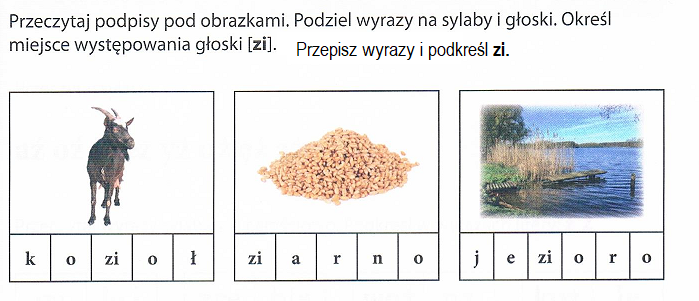 Przeczytaj podpisy pod obrazkami. Podziel wyrazy na sylaby i głoski. Określ
miejsce występowania głoski [zi]. Przepisz wyrazy i podkreśl zi.
k o zi o ł
zi a r n o
j e zi o r o